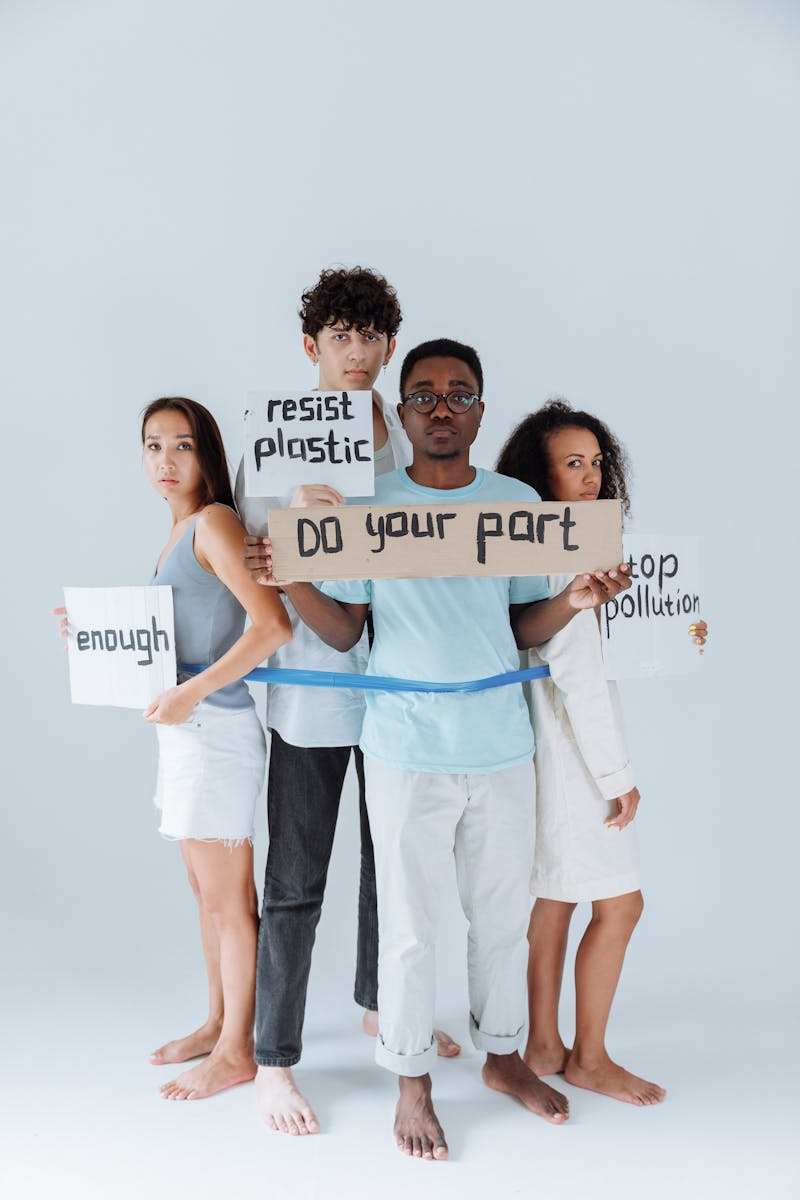 resist
plastic
DO your part
enough
top
pollution